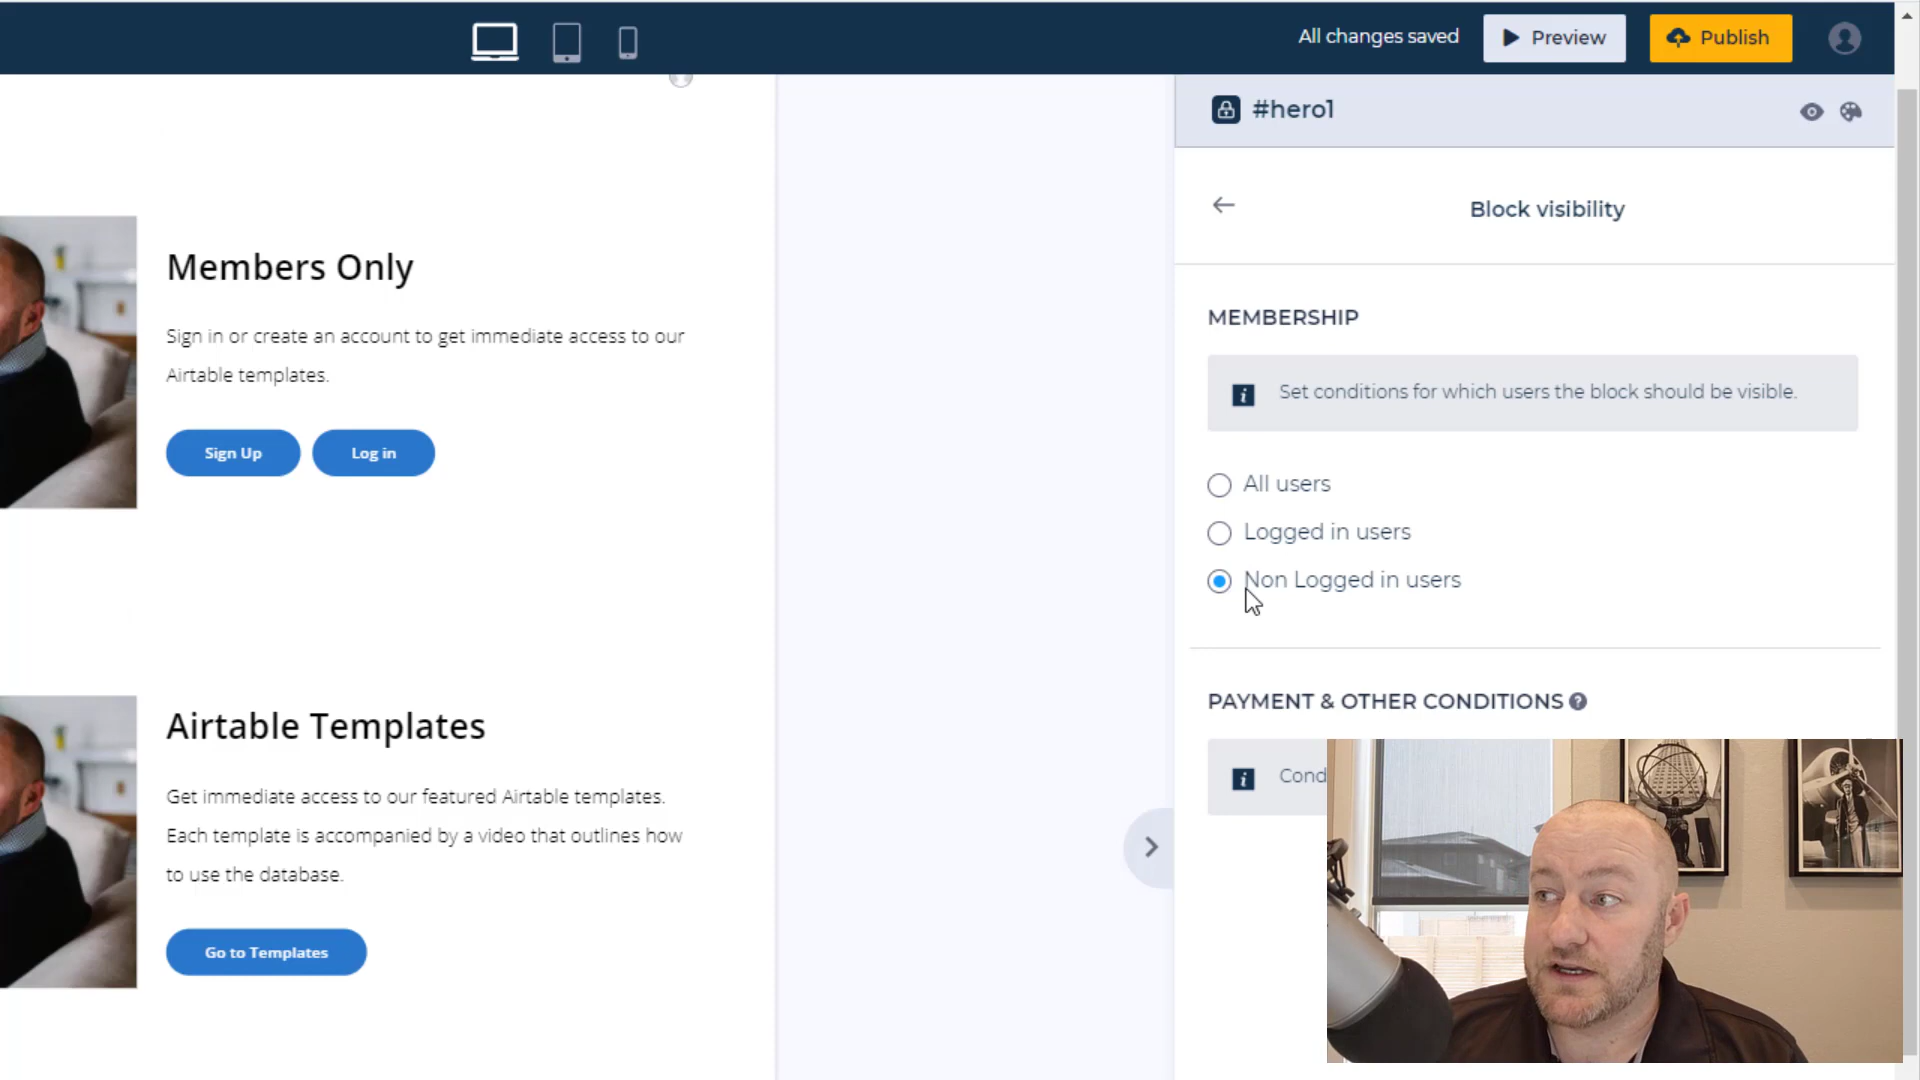 All changes saved
Preview
Publish
#hero1
Block visibility
MEMBERSHIP
Set conditions for which users the block should be visible.
All users
Logged in users
Non Logged in users
PAYMENT & OTHER CONDITIONS
Members Only
Sign in or create an account to get immediate access to our
Airtable templates.
Sign Up
Log in
Airtable Templates
Get immediate access to our featured Airtable templates.
Each template is accompanied by a video that outlines how
to use the database.
Go to Templates